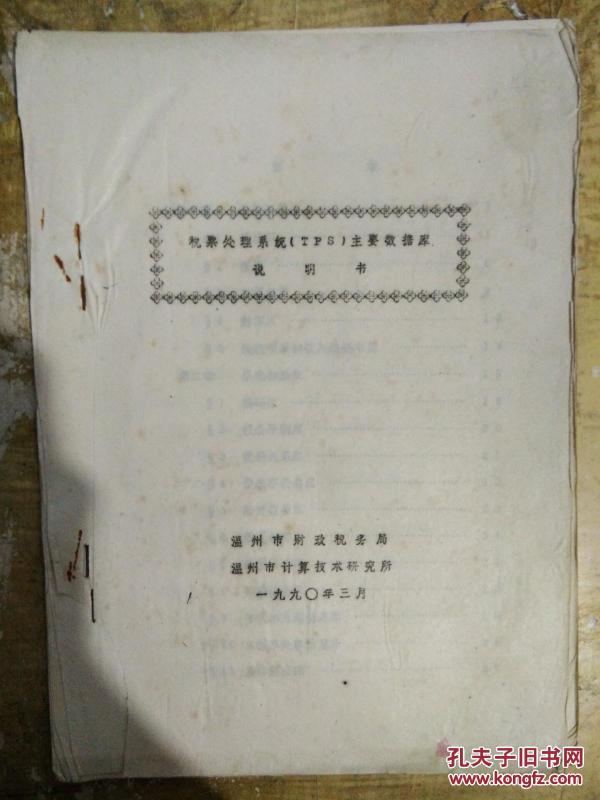 税票处理系统(TPS)主要数据库
说明书
温州市财政税务局
温州市计算技术研究所
一九九〇年三月
孔夫子旧书网
www.kongfz.com